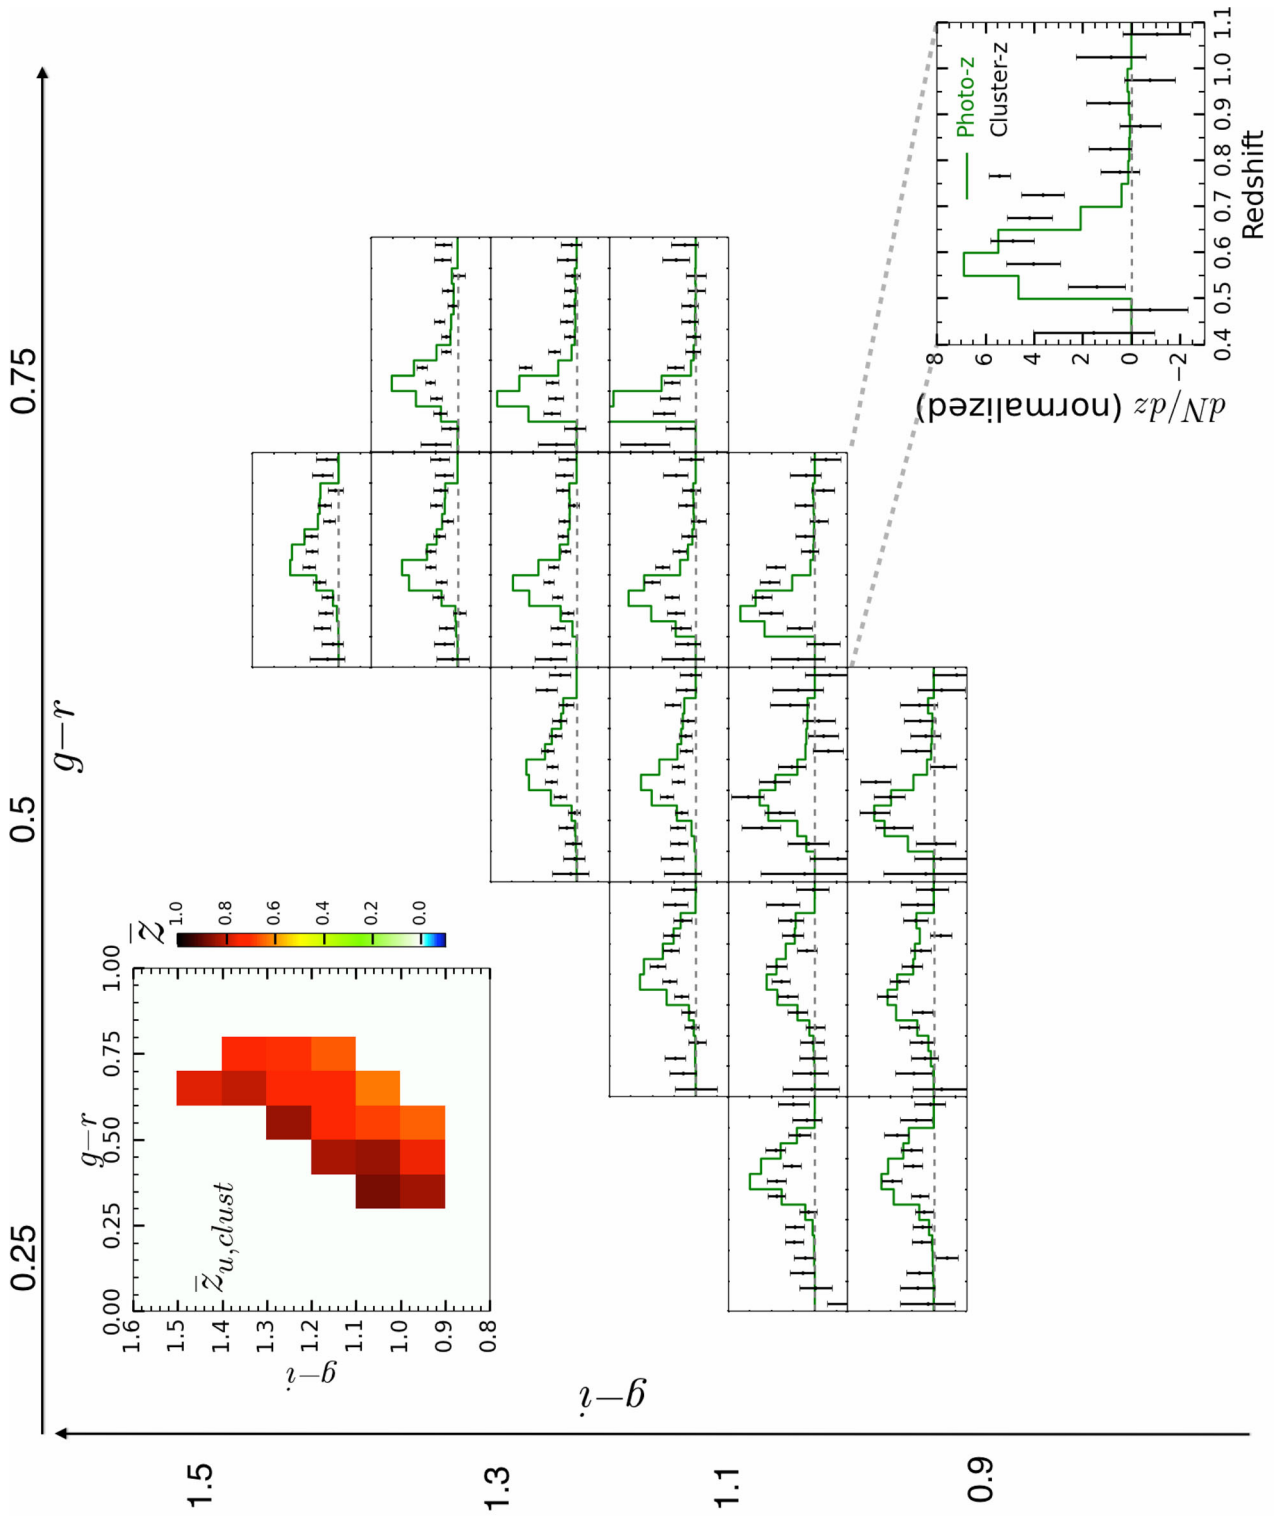 g−r
0.25
0.5
0.75
g−i
1.5
1.3
1.1
0.9
g−r
0.00 0.25 0.50 0.75 1.00
g−i
1.6
1.5
1.4
1.3
1.2
1.1
1.0
0.9
0.8
z̄_{u,clust}
z̄
1.0
0.8
0.6
0.4
0.2
0.0
Photo-z
Cluster-z
dN/dz (normalized)
8
6
4
2
0
−2
0.4 0.5 0.6 0.7 0.8 0.9 1.0 1.1
Redshift